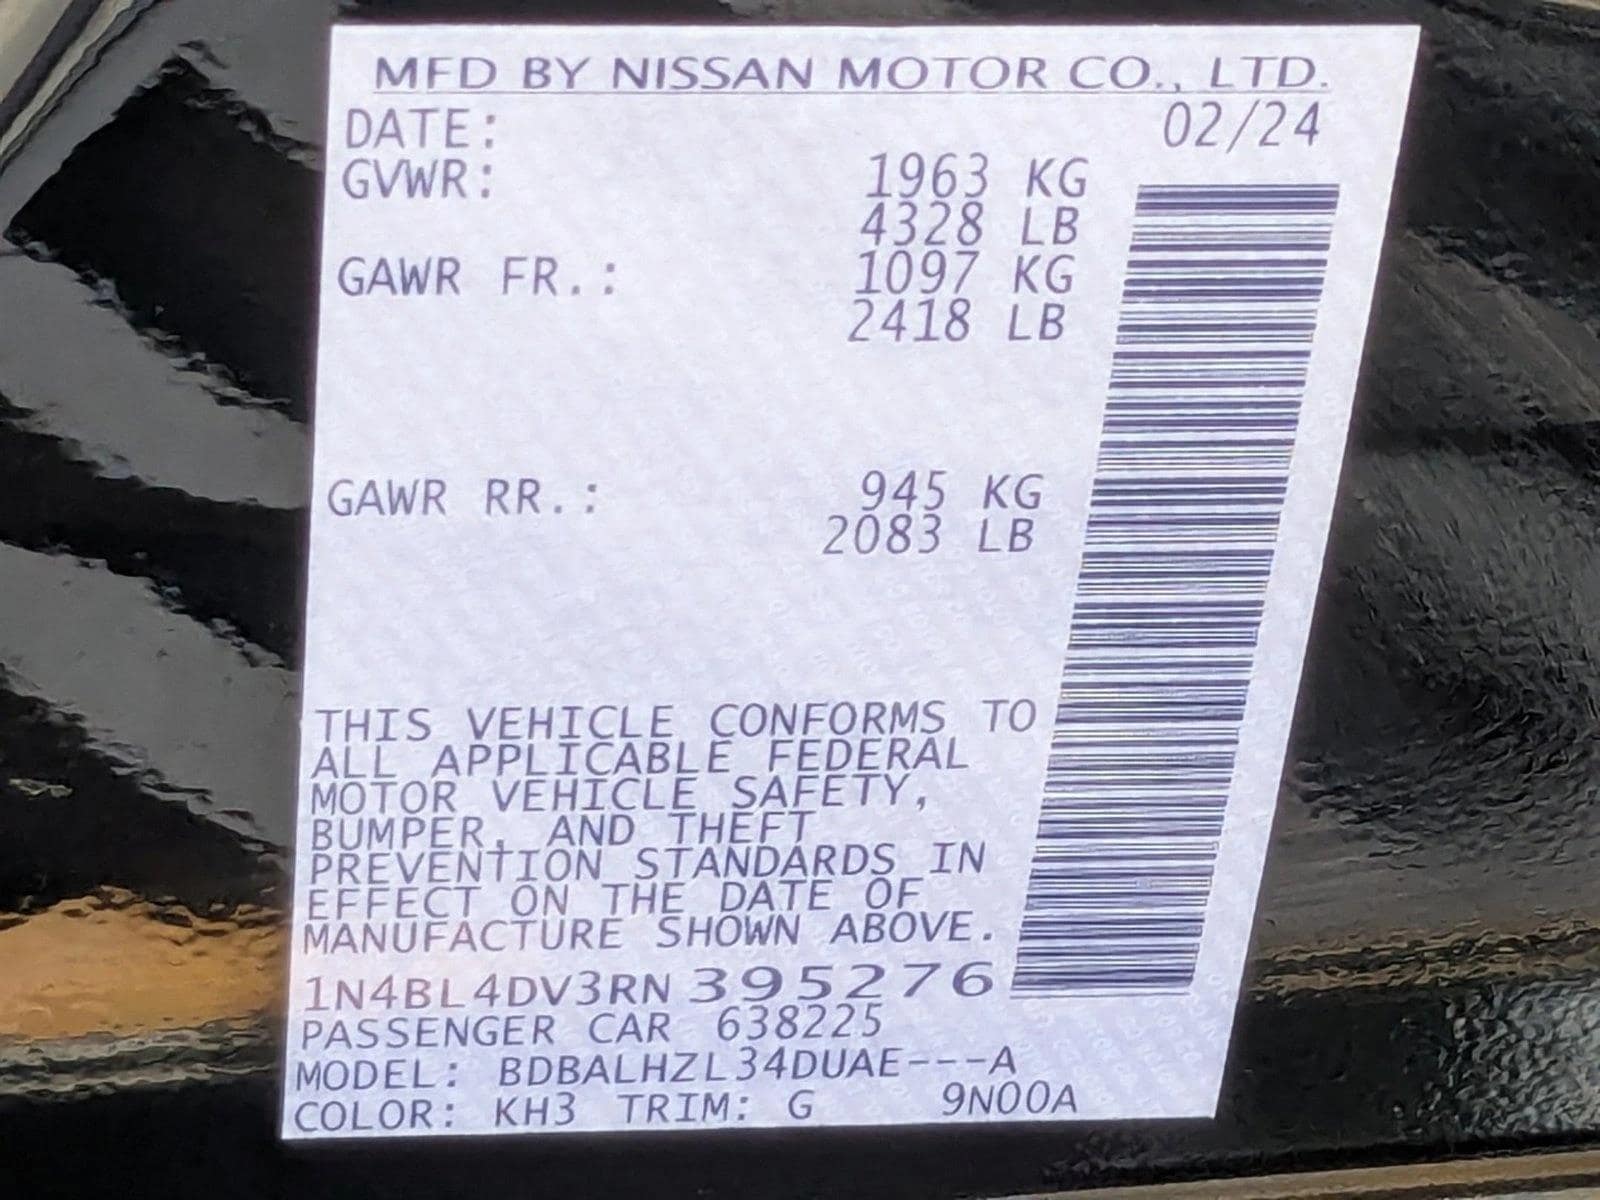 MFD BY NISSAN MOTOR CO., LTD.
DATE: 02/24
GVWR: 1963 KG
4328 LB
GAWR FR.: 1097 KG
2418 LB
GAWR RR.: 945 KG
2083 LB
THIS VEHICLE CONFORMS TO
ALL APPLICABLE FEDERAL
MOTOR VEHICLE SAFETY,
BUMPER, AND THEFT
PREVENTION STANDARDS IN
EFFECT ON THE DATE OF
MANUFACTURE SHOWN ABOVE.
1N4BL4DV3RN395276
PASSENGER CAR 638225
MODEL: BDBALHZL34DUAE---A
COLOR: KH3 TRIM: G 9N00A